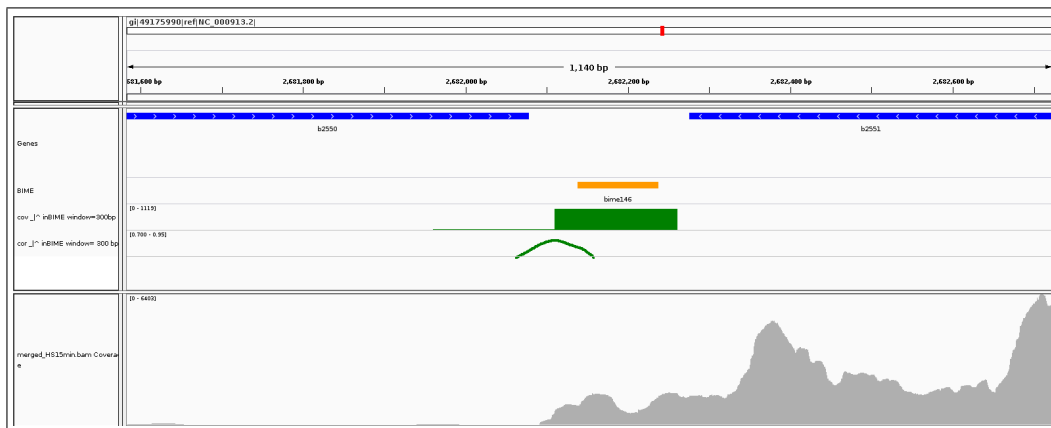 gi|49175990|ref|NC_000913.2|
1,140 bp
681,600 bp 2,681,800 bp 2,682,000 bp 2,682,200 bp 2,682,400 bp 2,682,600 bp
b2550 b2551
Genes
BIME
bime146
cov _|^ inBIME window=300bp [0 - 1119]
cor _|^ inBIME window= 300 bp [0.700 - 0.95]
[0 - 6403]
merged_HS15min.bam Covera
e